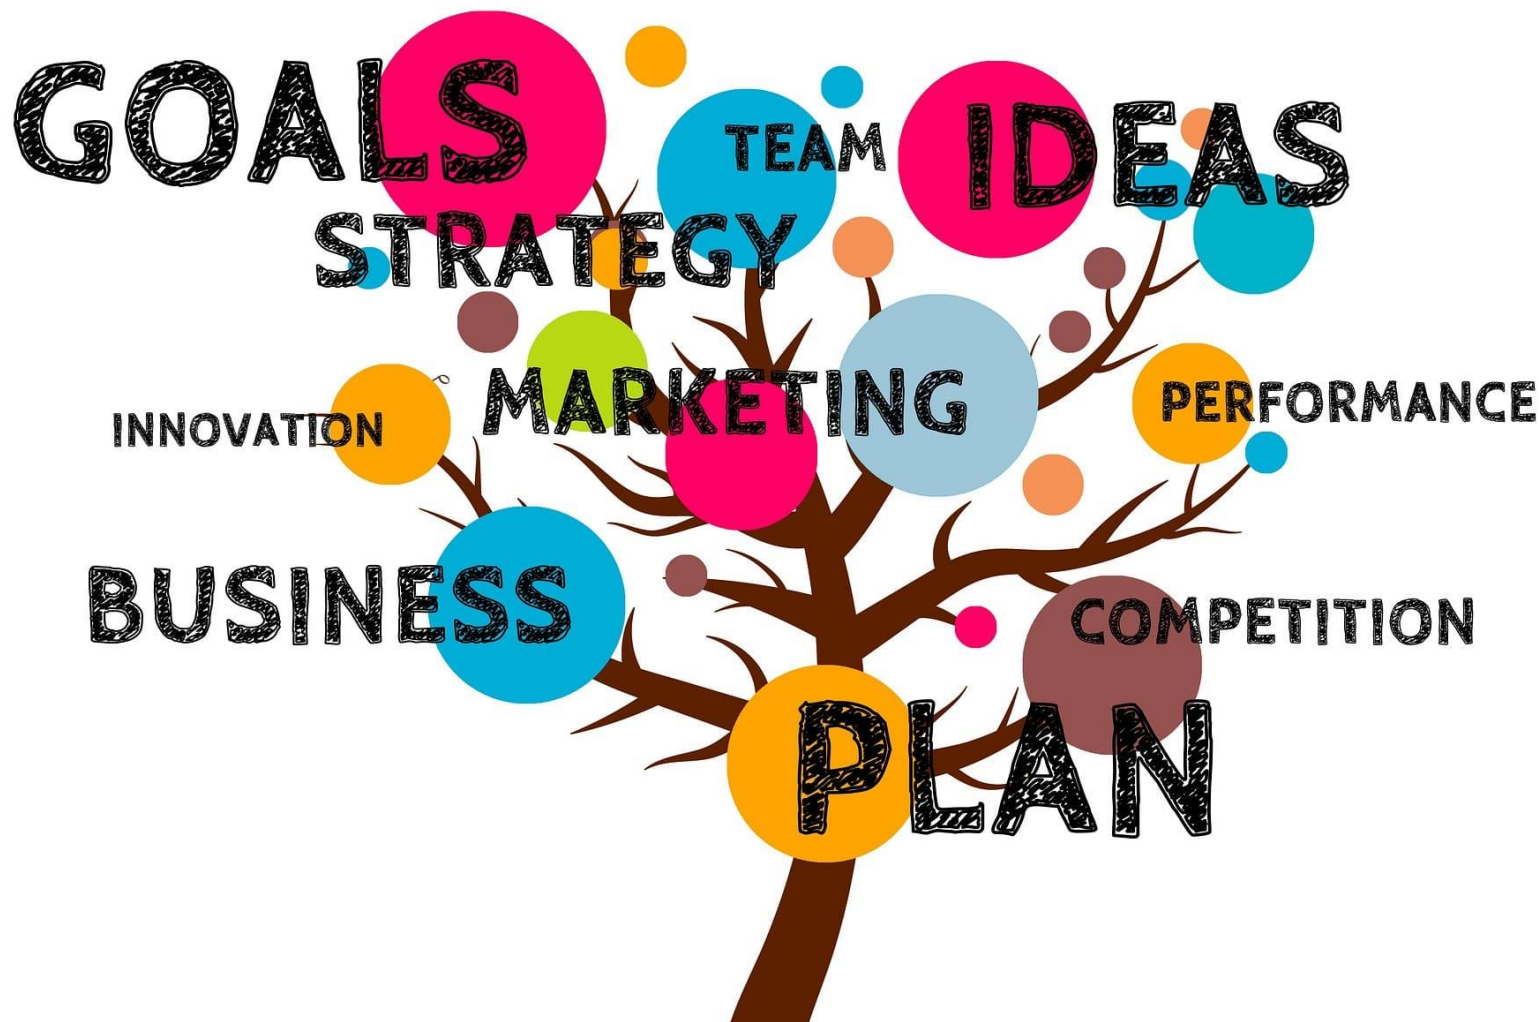 GOALS
TEAM
IDEAS
STRATEGY
MARKETING
PERFORMANCE
INNOVATION
BUSINESS
COMPETITION
PLAN